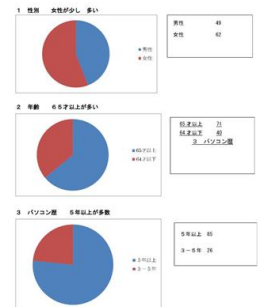 1 性別 女性が少し 多い
男性 49
女性 62
■男性
■女性
2 年齢 65才以上が多い
65才以上 71
64才以下 40
3 パソコン歴
■65才以上
■64才以下
3 パソコン歴 5年以上が多数
5年以上 85
3－5年 26
■5年以上
■3－5年